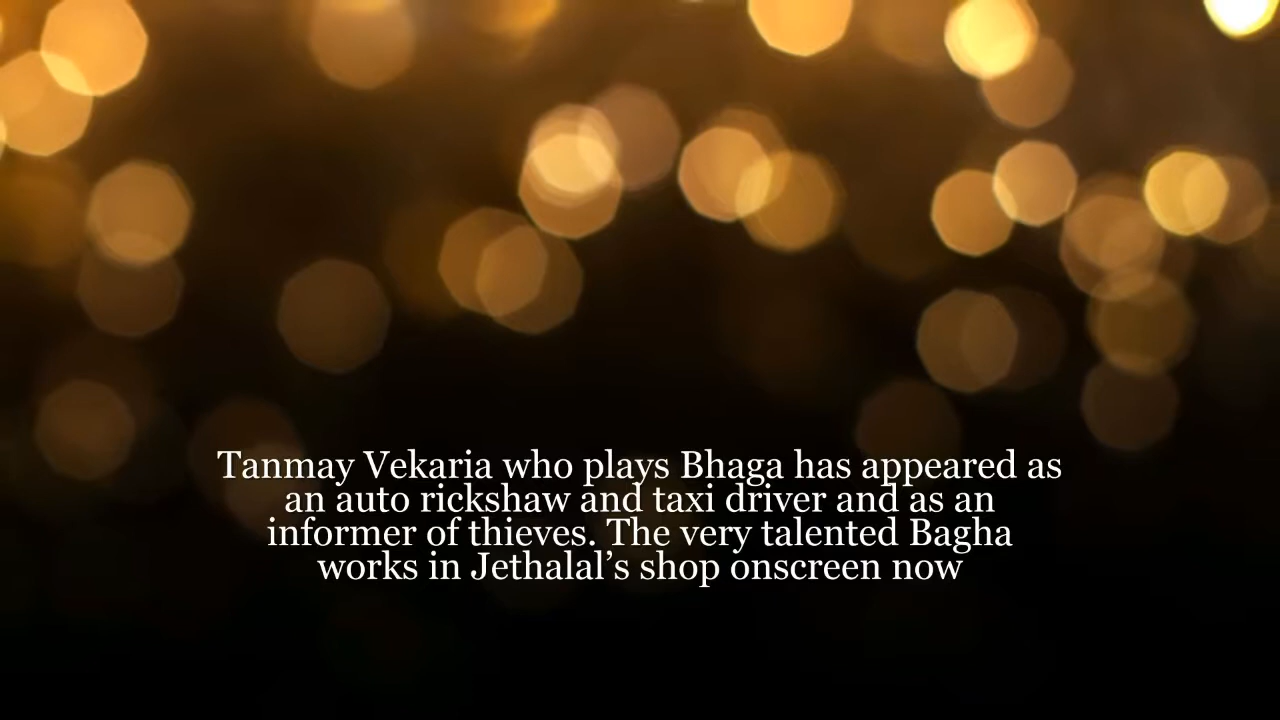 Tanmay Vekaria who plays Bhaga has appeared as
an auto rickshaw and taxi driver and as an
informer of thieves. The very talented Bagha
works in Jethalal’s shop onscreen now